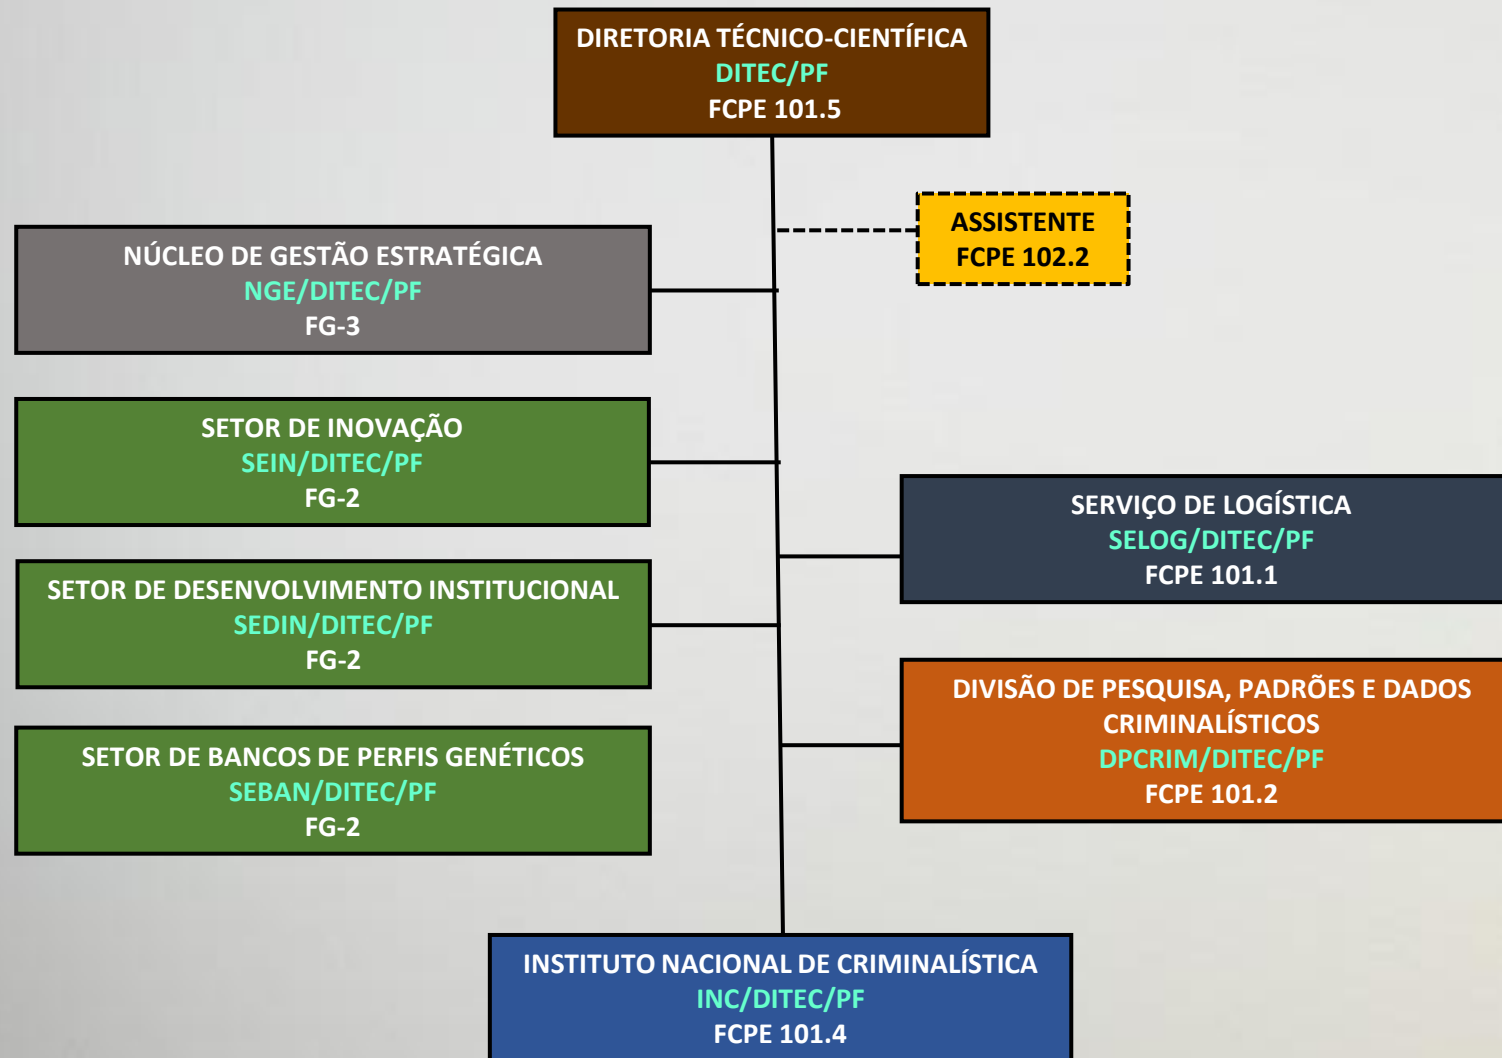 DIRETORIA TÉCNICO-CIENTÍFICA
DITEC/PF
FCPE 101.5
ASSISTENTE
FCPE 102.2
NÚCLEO DE GESTÃO ESTRATÉGICA
NGE/DITEC/PF
FG-3
SETOR DE INOVAÇÃO
SEIN/DITEC/PF
FG-2
SERVIÇO DE LOGÍSTICA
SELOG/DITEC/PF
FCPE 101.1
SETOR DE DESENVOLVIMENTO INSTITUCIONAL
SEDIN/DITEC/PF
FG-2
DIVISÃO DE PESQUISA, PADRÕES E DADOS
CRIMINALÍSTICOS
DPCRIM/DITEC/PF
FCPE 101.2
SETOR DE BANCOS DE PERFIS GENÉTICOS
SEBAN/DITEC/PF
FG-2
INSTITUTO NACIONAL DE CRIMINALÍSTICA
INC/DITEC/PF
FCPE 101.4